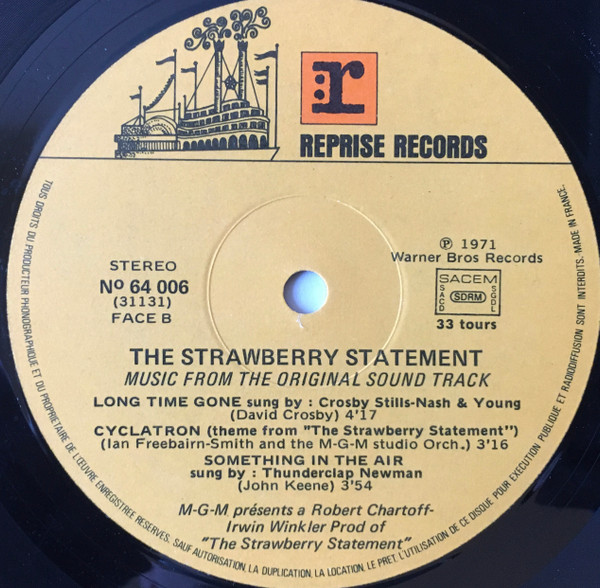 :r
REPRISE RECORDS
STEREO
Nº 64 006
(31131)
FACE B
℗ 1971
Warner Bros Records
SACEM
SACD
SDRM
SGDL
33 tours
THE STRAWBERRY STATEMENT
MUSIC FROM THE ORIGINAL SOUND TRACK
LONG TIME GONE sung by : Crosby Stills-Nash & Young
(David Crosby) 4'17
CYCLATRON (theme from "The Strawberry Statement")
(Ian Freebairn-Smith and the M-G-M studio Orch.) 3'16
SOMETHING IN THE AIR
sung by : Thunderclap Newman
(John Keene) 3'54
M-G-M présents a Robert Chartoff-
Irwin Winkler Prod of
"The Strawberry Statement"
TOUS DROITS DU PRODUCTEUR PHONOGRAPHIQUE ET DU PROPRIETAIRE DE L'ŒUVRE ENREGISTREE RESERVES. SAUF AUTORISATION, LA DUPLICATION, LA LOCATION, LE PRET, L'UTILISATION DE CE DISQUE POUR EXECUTION PUBLIQUE ET RADIODIFFUSION SONT INTERDITS. MADE IN FRANCE.